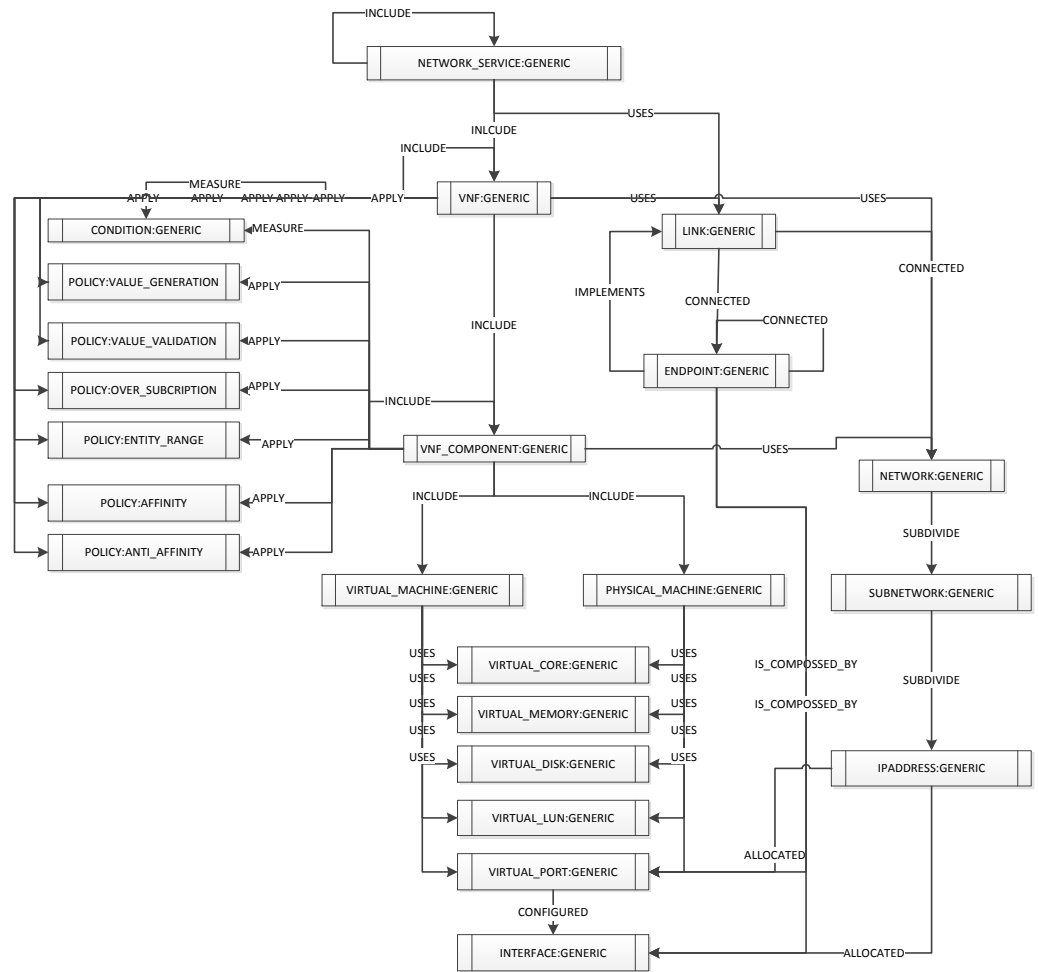 INCLUDE
NETWORK_SERVICE:GENERIC
USES
INLCUDE
INCLUDE
MEASURE
APPLY APPLY APPLY APPLY APPLY APPLY
VNF:GENERIC
USES
USES
CONDITION:GENERIC
MEASURE
LINK:GENERIC
CONNECTED
POLICY:VALUE_GENERATION
APPLY
IMPLEMENTS
CONNECTED
CONNECTED
INCLUDE
POLICY:VALUE_VALIDATION
APPLY
ENDPOINT:GENERIC
POLICY:OVER_SUBCRIPTION
APPLY
INCLUDE
POLICY:ENTITY_RANGE
APPLY
VNF_COMPONENT:GENERIC
USES
NETWORK:GENERIC
POLICY:AFFINITY
APPLY
INCLUDE
INCLUDE
SUBDIVIDE
POLICY:ANTI_AFFINITY
APPLY
VIRTUAL_MACHINE:GENERIC
PHYSICAL_MACHINE:GENERIC
SUBNETWORK:GENERIC
USES
USES
VIRTUAL_CORE:GENERIC
IS_COMPOSSED_BY
USES
USES
SUBDIVIDE
USES
USES
IS_COMPOSSED_BY
VIRTUAL_MEMORY:GENERIC
USES
USES
USES
USES
VIRTUAL_DISK:GENERIC
IPADDRESS:GENERIC
VIRTUAL_LUN:GENERIC
ALLOCATED
VIRTUAL_PORT:GENERIC
CONFIGURED
INTERFACE:GENERIC
ALLOCATED